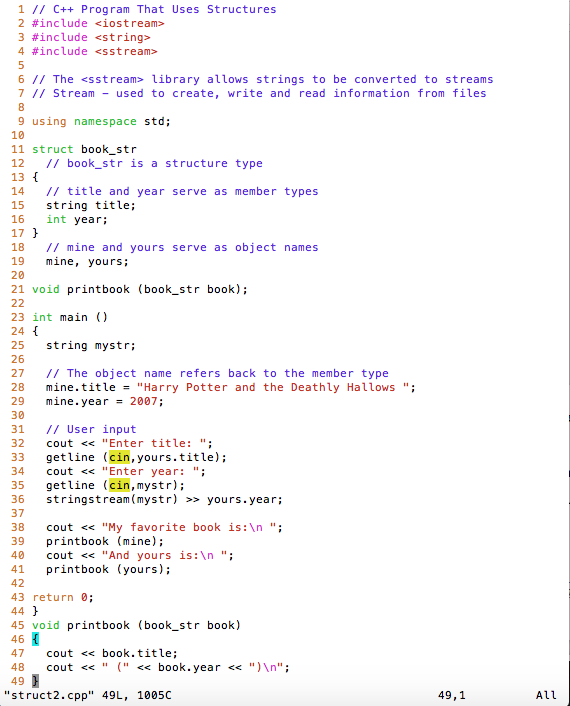 1 // C++ Program That Uses Structures
2 #include <iostream>
3 #include <string>
4 #include <sstream>
5
6 // The <sstream> library allows strings to be converted to streams
7 // Stream – used to create, write and read information from files
8
9 using namespace std;
10
11 struct book_str
12   // book_str is a structure type
13 {
14   // title and year serve as member types
15   string title;
16   int year;
17 }
18   // mine and yours serve as object names
19   mine, yours;
20
21 void printbook (book_str book);
22
23 int main ()
24 {
25   string mystr;
26
27   // The object name refers back to the member type
28   mine.title = "Harry Potter and the Deathly Hallows ";
29   mine.year = 2007;
30
31   // User input
32   cout << "Enter title: ";
33   getline (cin,yours.title);
34   cout << "Enter year: ";
35   getline (cin,mystr);
36   stringstream(mystr) >> yours.year;
37
38   cout << "My favorite book is:\n ";
39   printbook (mine);
40   cout << "And yours is:\n ";
41   printbook (yours);
42
43 return 0;
44 }
45 void printbook (book_str book)
46 {
47   cout << book.title;
48   cout << " (" << book.year << ")\n";
49 }
"struct2.cpp" 49L, 1005C 49,1 All